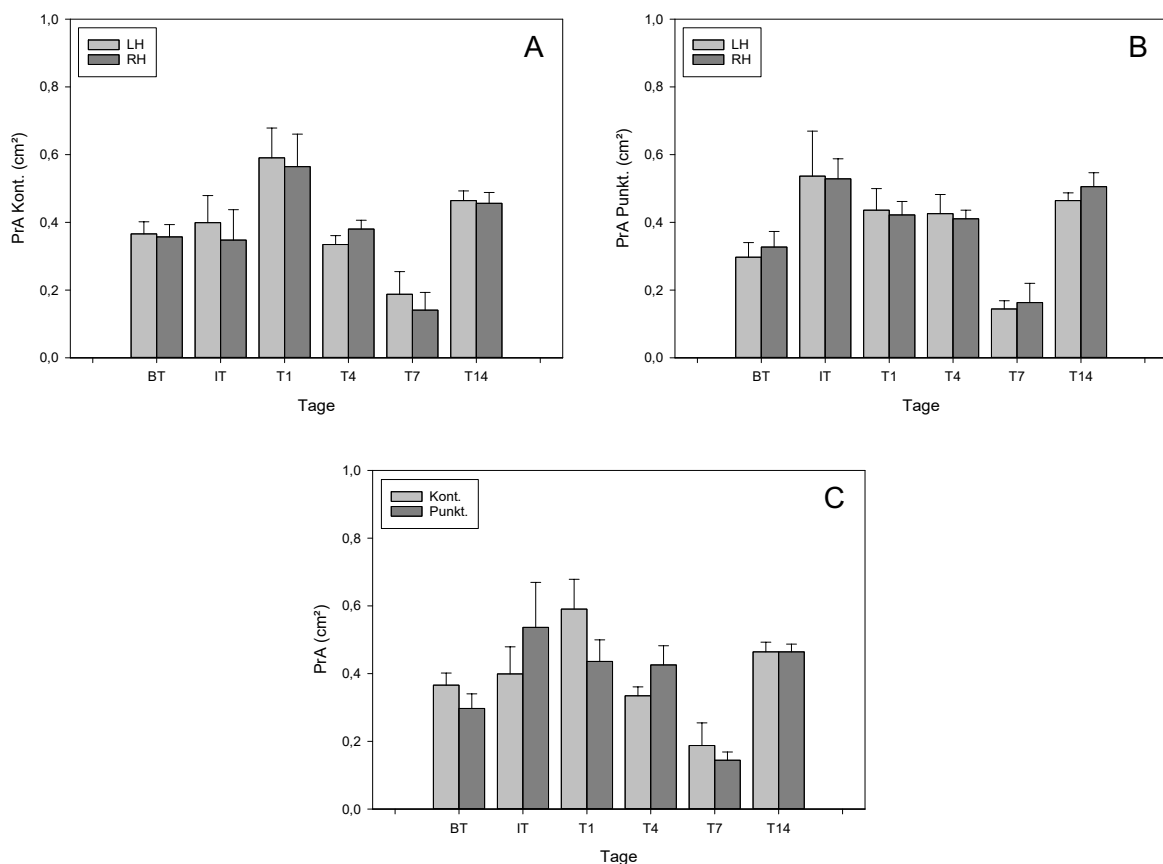 A
LH
RH
PrA Kont. (cm²)
1,0
0,8
0,6
0,4
0,2
0,0
BT IT T1 T4 T7 T14
Tage
B
LH
RH
PrA Punkt. (cm²)
1,0
0,8
0,6
0,4
0,2
0,0
BT IT T1 T4 T7 T14
Tage
C
Kont.
Punkt.
PrA (cm²)
1,0
0,8
0,6
0,4
0,2
0,0
BT IT T1 T4 T7 T14
Tage